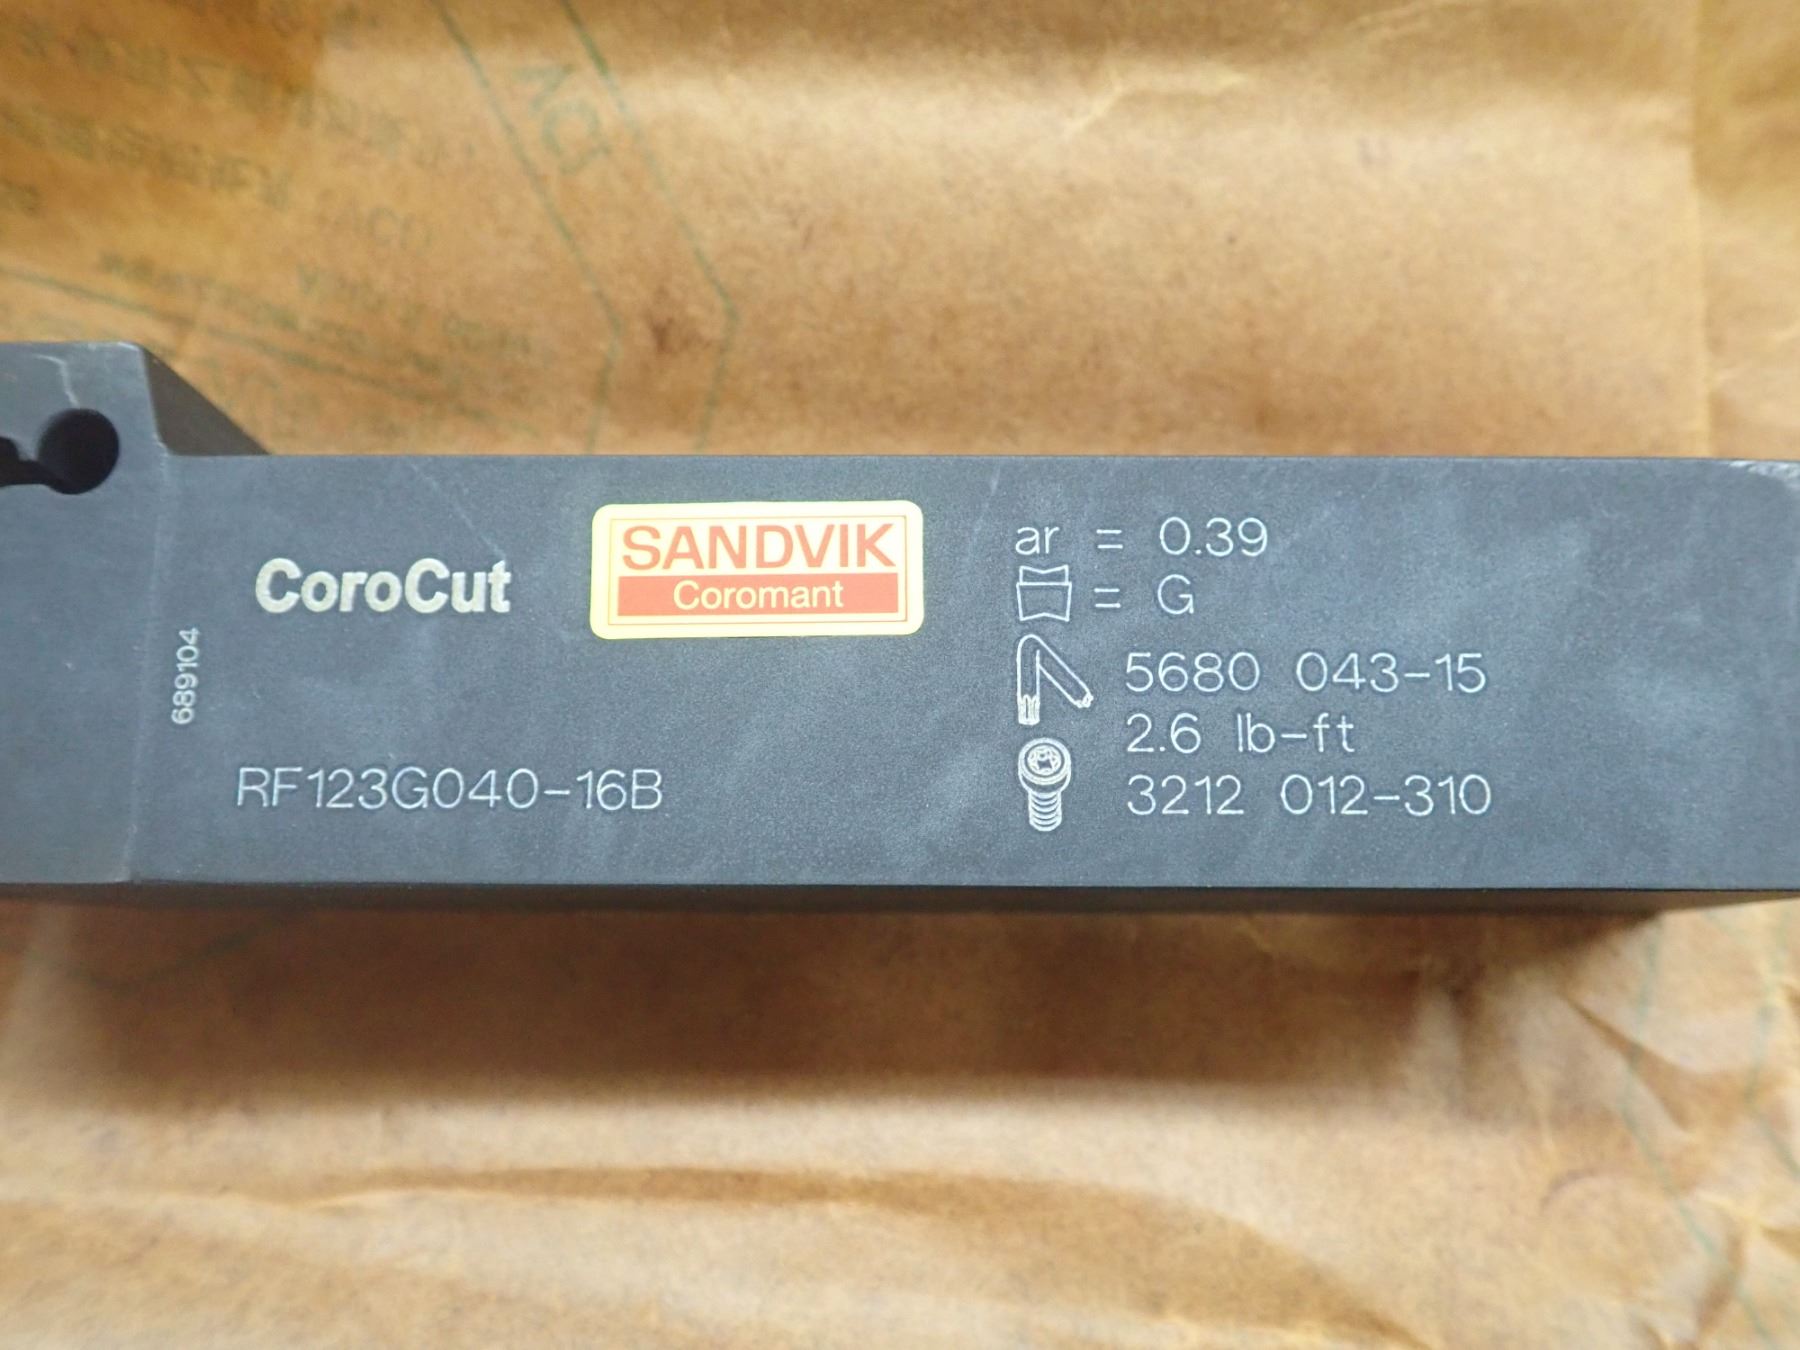 CoroCut
SANDVIK
Coromant
689104
RF123G040-16B
ar = 0.39
= G
5680 043-15
2.6 lb-ft
3212 012-310